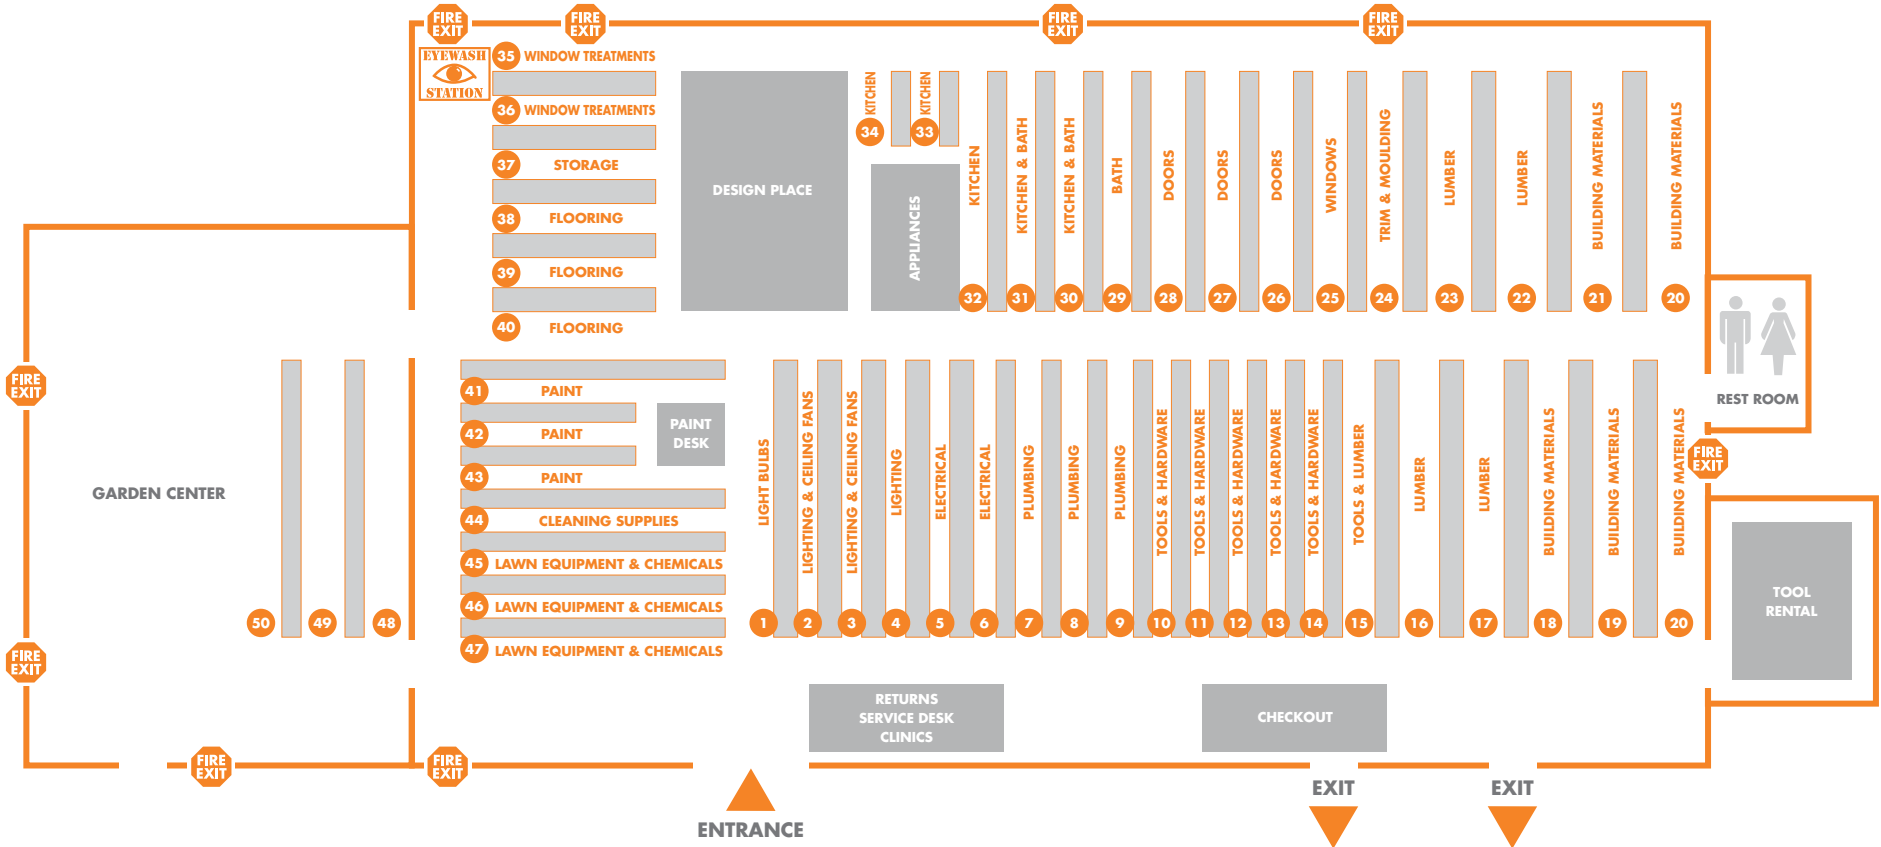 FIRE
EXIT
FIRE
EXIT
FIRE
EXIT
FIRE
EXIT
EYEWASH
STATION
35 WINDOW TREATMENTS
36 WINDOW TREATMENTS
37 STORAGE
38 FLOORING
39 FLOORING
40 FLOORING
DESIGN PLACE
KITCHEN
34
KITCHEN
33
APPLIANCES
KITCHEN
32
KITCHEN & BATH
31
KITCHEN & BATH
30
BATH
29
DOORS
28
DOORS
27
DOORS
26
WINDOWS
25
TRIM & MOULDING
24
LUMBER
23
LUMBER
22
BUILDING MATERIALS
21
BUILDING MATERIALS
20
REST ROOM
FIRE
EXIT
FIRE
EXIT
GARDEN CENTER
50
49
48
41 PAINT
42 PAINT
43 PAINT
44 CLEANING SUPPLIES
45 LAWN EQUIPMENT & CHEMICALS
46 LAWN EQUIPMENT & CHEMICALS
47 LAWN EQUIPMENT & CHEMICALS
PAINT
DESK
LIGHT BULBS
1
LIGHTING & CEILING FANS
2
LIGHTING & CEILING FANS
3
LIGHTING
4
ELECTRICAL
5
ELECTRICAL
6
PLUMBING
7
PLUMBING
8
PLUMBING
9
TOOLS & HARDWARE
10
TOOLS & HARDWARE
11
TOOLS & HARDWARE
12
TOOLS & HARDWARE
13
TOOLS & HARDWARE
14
TOOLS & LUMBER
15
LUMBER
16
LUMBER
17
BUILDING MATERIALS
18
BUILDING MATERIALS
19
BUILDING MATERIALS
20
FIRE
EXIT
TOOL
RENTAL
RETURNS
SERVICE DESK
CLINICS
CHECKOUT
FIRE
EXIT
FIRE
EXIT
ENTRANCE
EXIT
EXIT